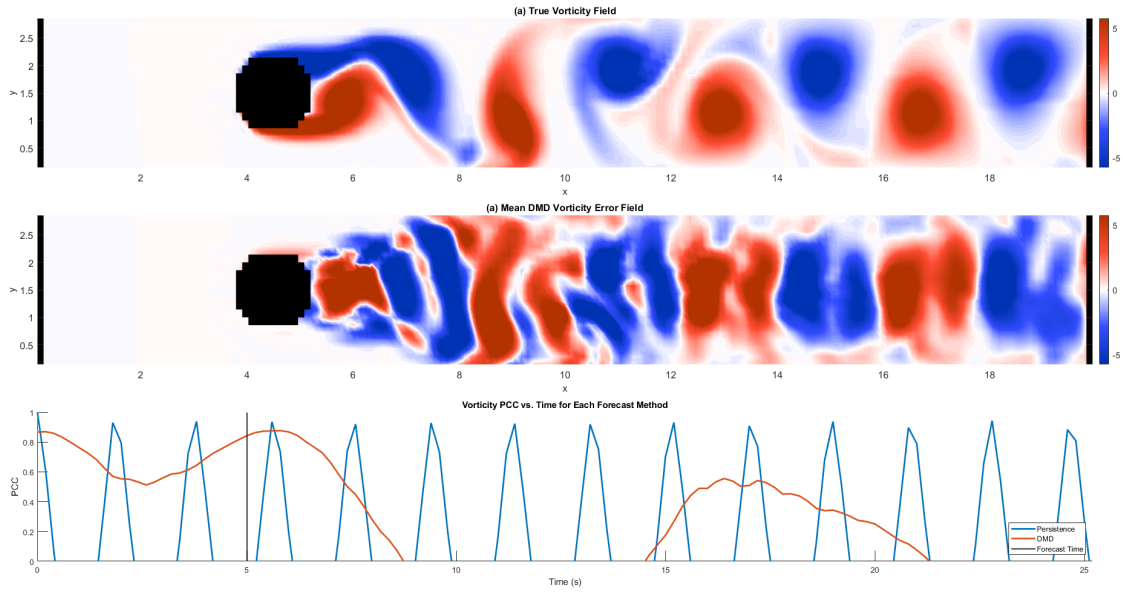 (a) True Vorticity Field
2.5
2
1.5
1
0.5
y
2 4 6 8 10 12 14 16 18
x
5
0
-5
(a) Mean DMD Vorticity Error Field
2.5
2
1.5
1
0.5
y
2 4 6 8 10 12 14 16 18
x
5
0
-5
Vorticity PCC vs. Time for Each Forecast Method
1
0.8
0.6
0.4
0.2
0
PCC
0 5 10 15 20 25
Time (s)
Persistence
DMD
Forecast Time